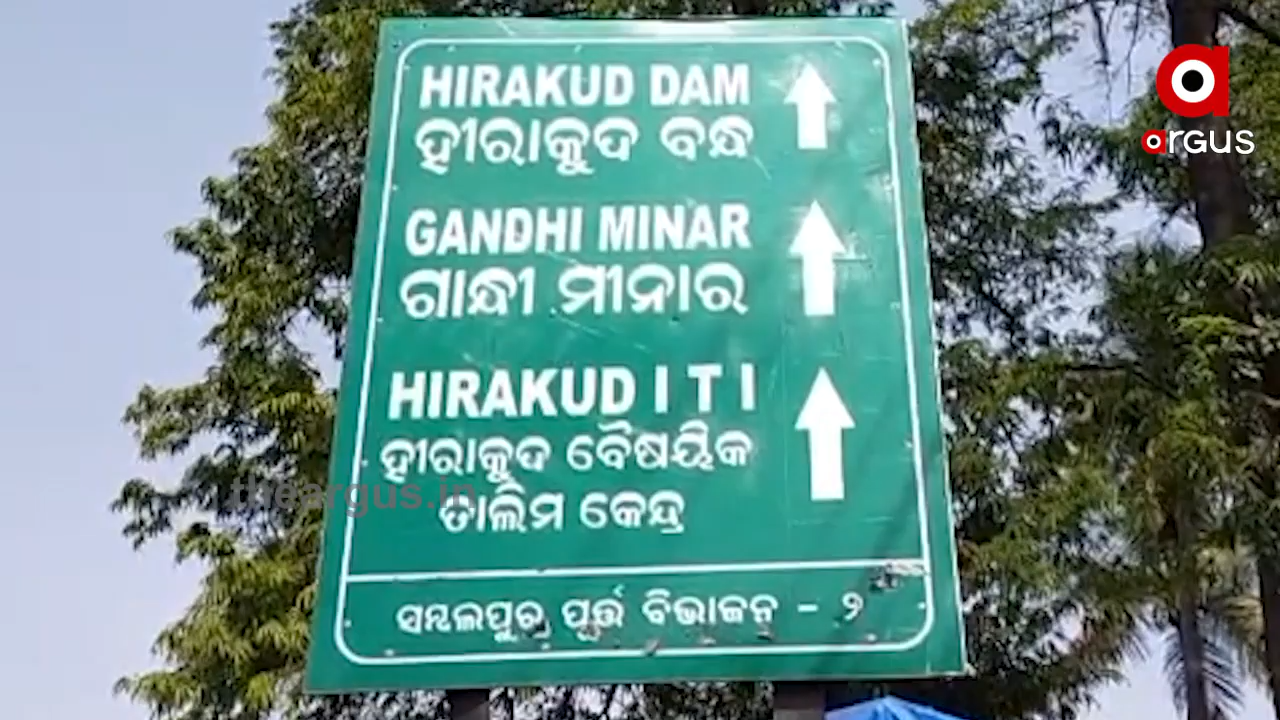 HIRAKUD DAM
ହୀରାକୁଦ ବନ୍ଧ
GANDHI MINAR
ଗାନ୍ଧୀ ମୀନାର
HIRAKUD I T I
ହୀରାକୁଦ ବୈଷୟିକ
ତାଲିମ କେନ୍ଦ୍ର
ସମ୍ବଲପୁର ପୂର୍ତ୍ତ ବିଭାଜନ - ୨
argus
theargus.in